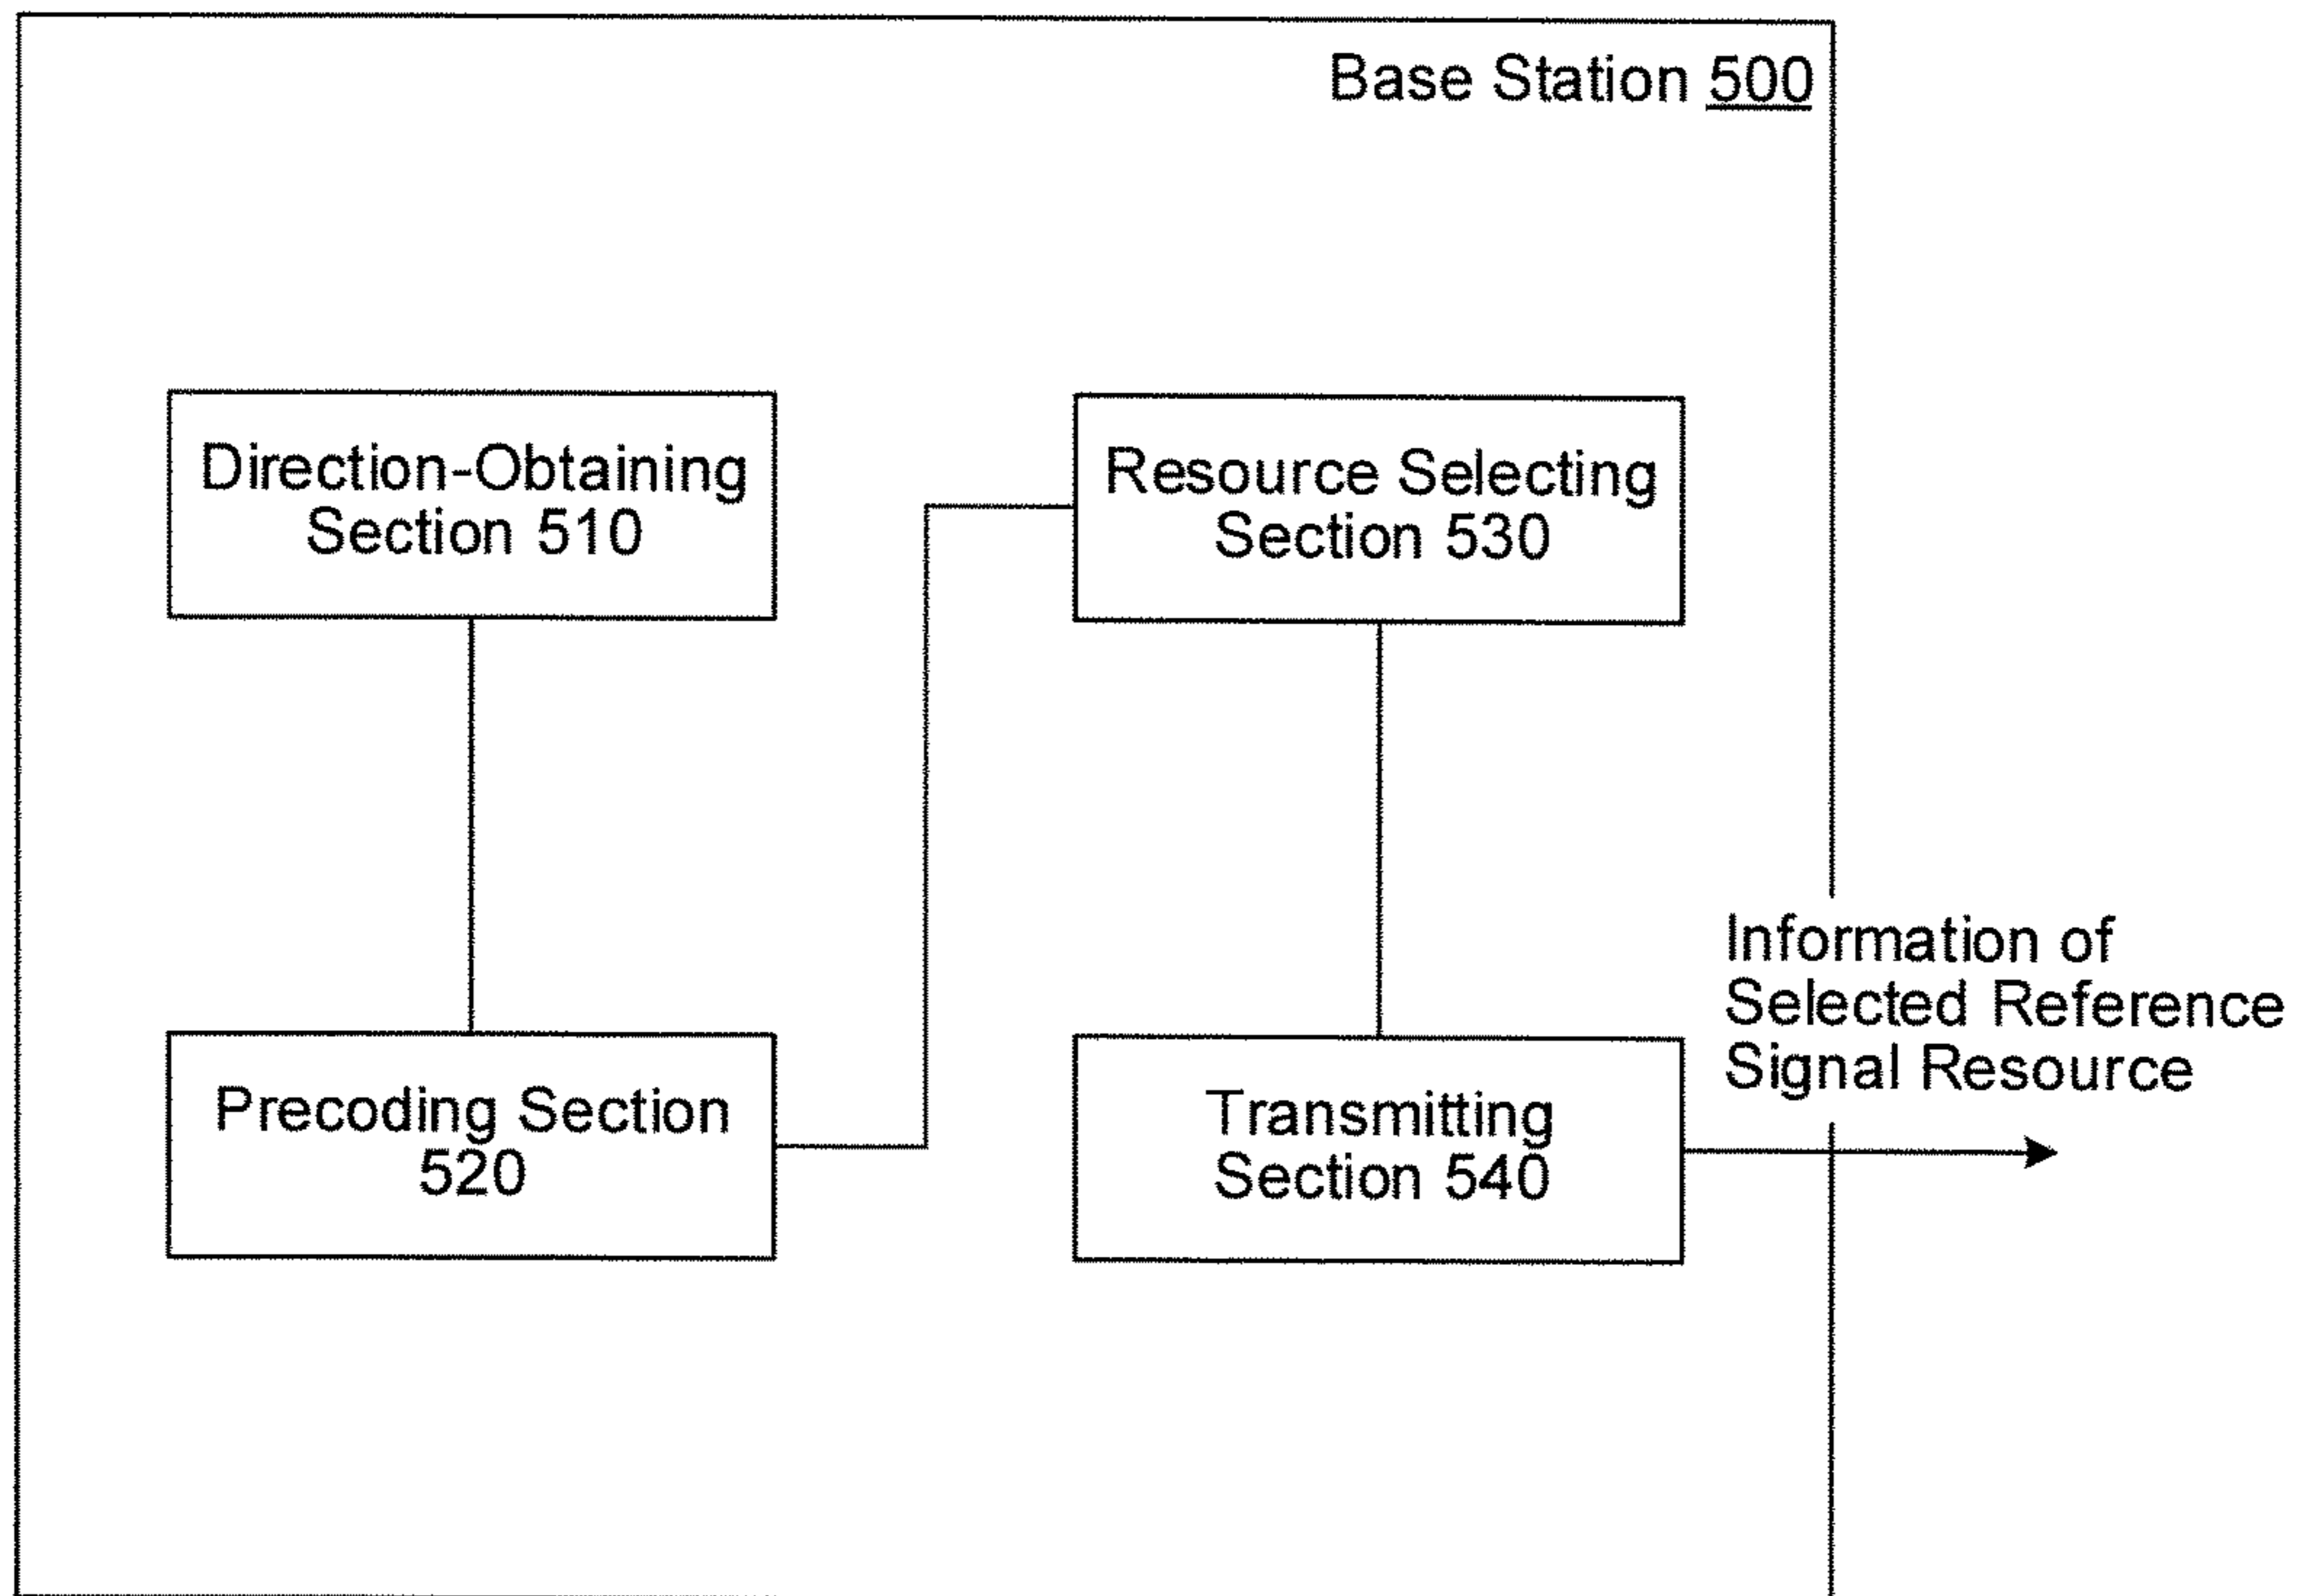 Base Station 500
Direction-Obtaining
Section 510
Resource Selecting
Section 530
Information of
Selected Reference
Signal Resource
Precoding Section
520
Transmitting
Section 540